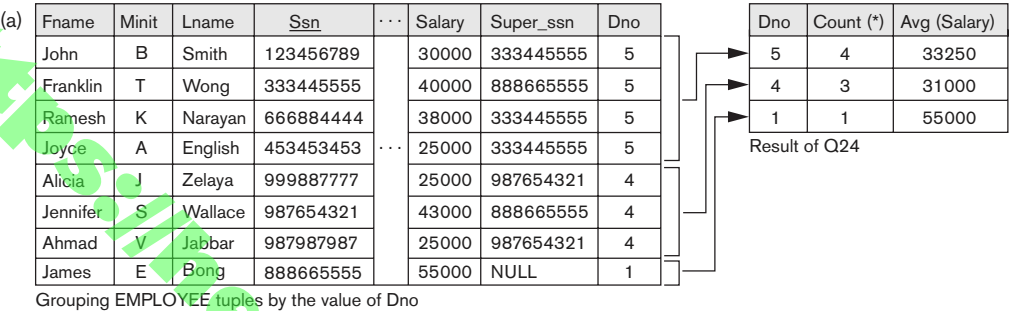 (a)
Fname Minit Lname Ssn · · · Salary Super_ssn Dno
John B Smith 123456789 30000 333445555 5
Franklin T Wong 333445555 40000 888665555 5
Ramesh K Narayan 666884444 38000 333445555 5
Joyce A English 453453453 · · · 25000 333445555 5
Alicia J Zelaya 999887777 25000 987654321 4
Jennifer S Wallace 987654321 43000 888665555 4
Ahmad V Jabbar 987987987 25000 987654321 4
James E Bong 888665555 55000 NULL 1
Grouping EMPLOYEE tuples by the value of Dno
Dno Count (*) Avg (Salary)
5 4 33250
4 3 31000
1 1 55000
Result of Q24